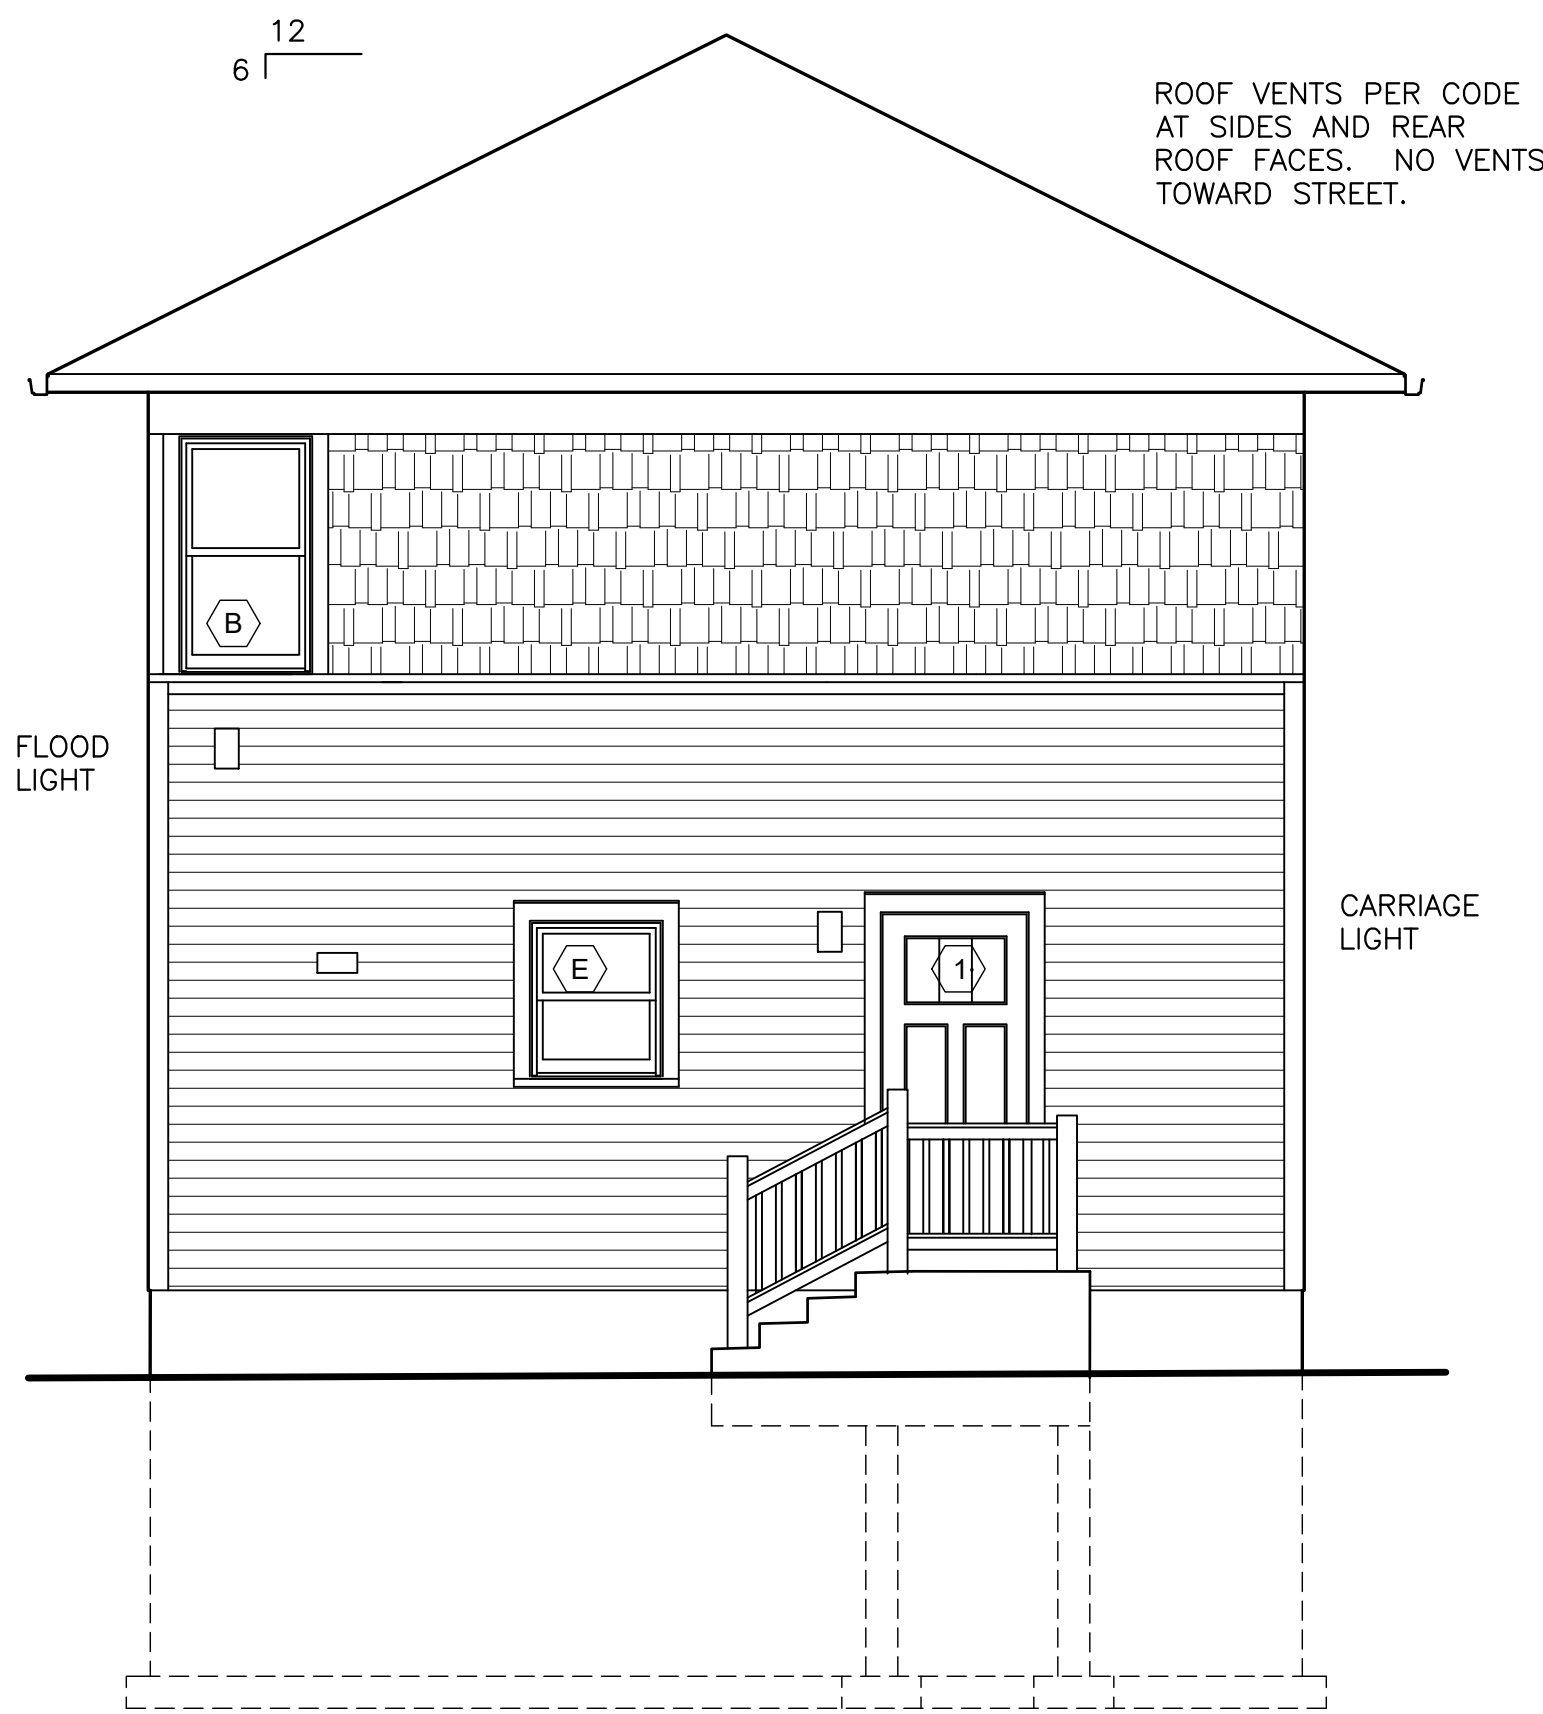 12
6
ROOF VENTS PER CODE
AT SIDES AND REAR
ROOF FACES. NO VENTS
TOWARD STREET.
B
FLOOD
LIGHT
CARRIAGE
LIGHT
E
1